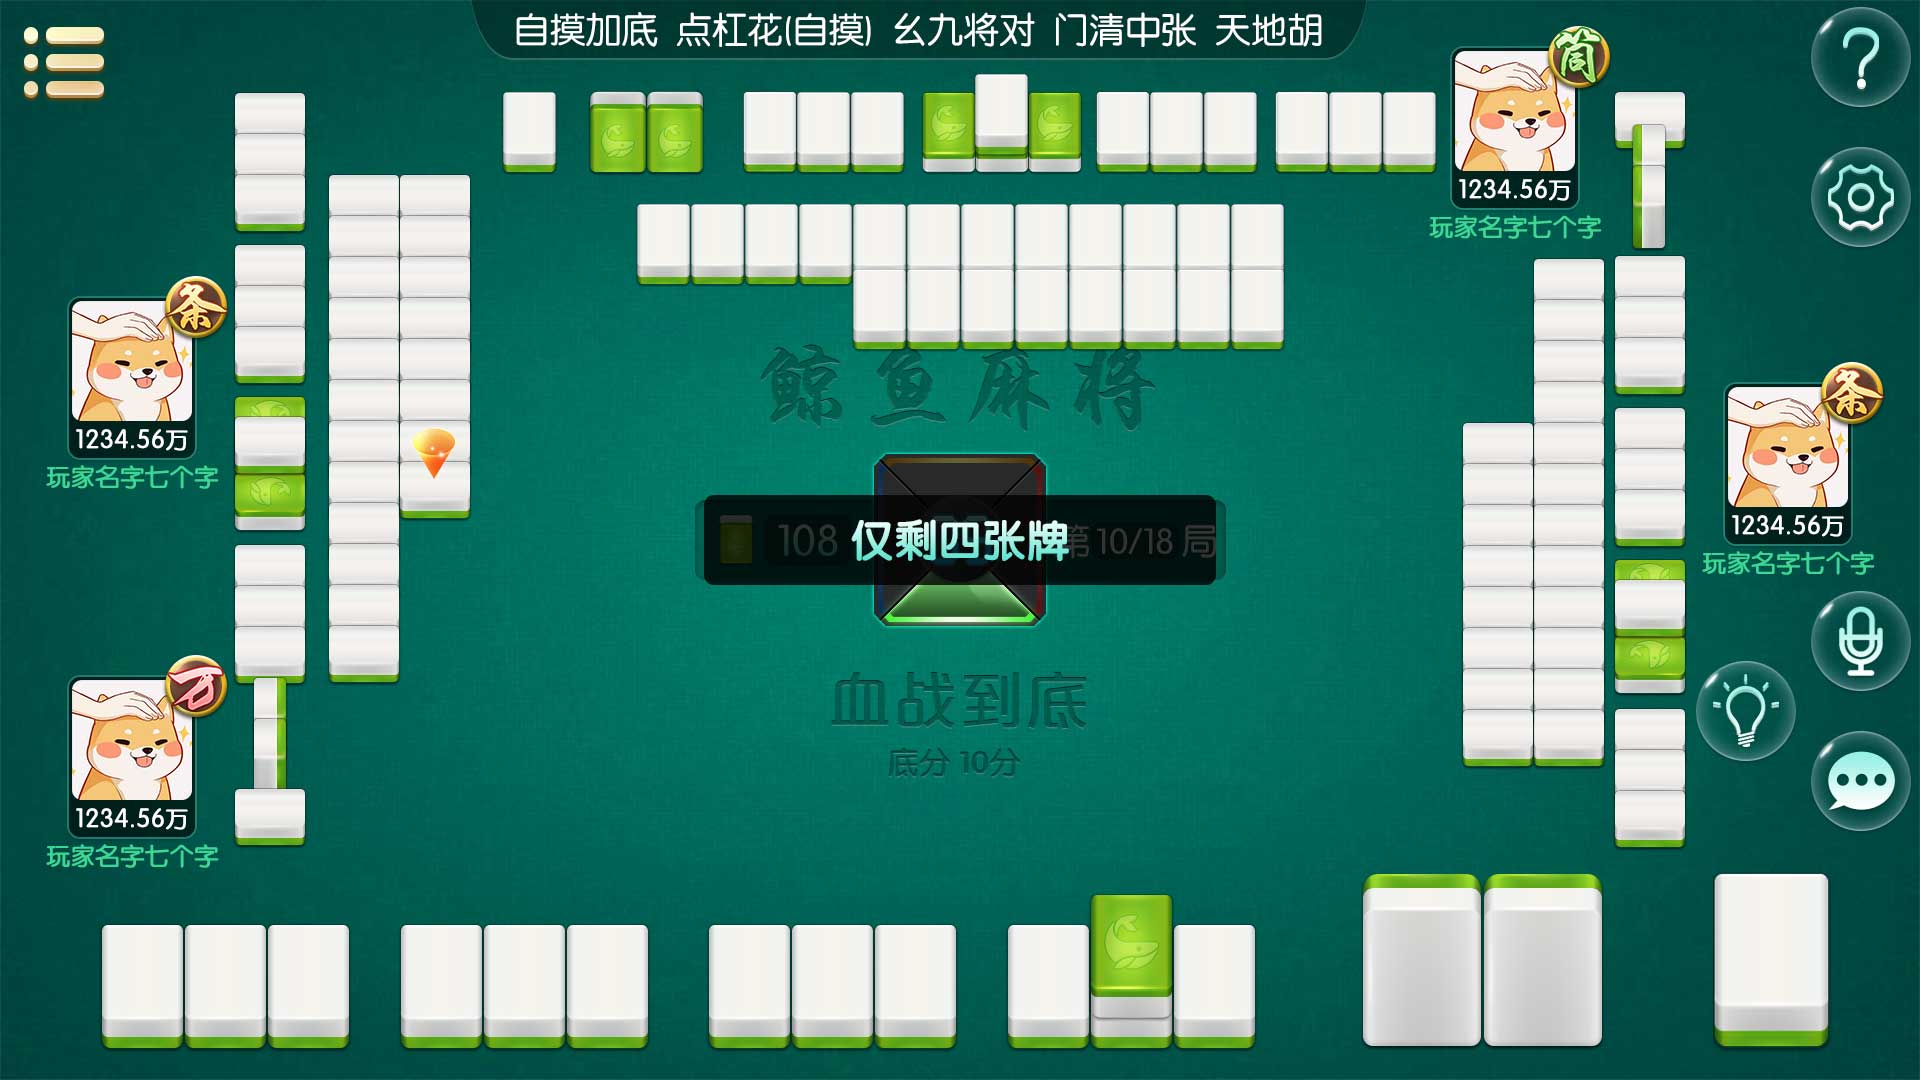 自摸加底 点杠花(自摸) 幺九将对 门清中张 天地胡
筒
1234.56万
玩家名字七个字
条
1234.56万
玩家名字七个字
鲸鱼麻将
条
1234.56万
玩家名字七个字
108 仅剩四张牌 第10/18局
万
1234.56万
玩家名字七个字
血战到底
底分 10分